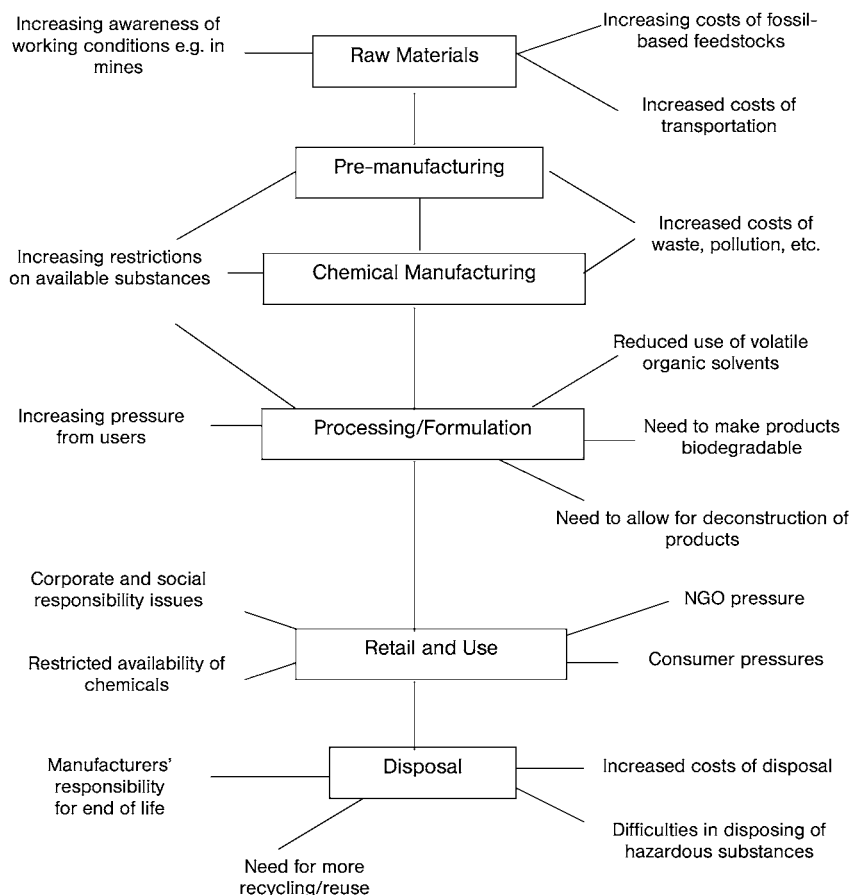 Increasing awareness of
working conditions e.g. in
mines
Raw Materials
Increasing costs of fossil-
based feedstocks
Increased costs of
transportation
Pre-manufacturing
Increasing restrictions
on available substances
Increased costs of
waste, pollution, etc.
Chemical Manufacturing
Reduced use of volatile
organic solvents
Increasing pressure
from users
Processing/Formulation
Need to make products
biodegradable
Need to allow for deconstruction of
products
Corporate and social
responsibility issues
NGO pressure
Retail and Use
Restricted availability of
chemicals
Consumer pressures
Manufacturers'
responsibility
for end of life
Disposal
Increased costs of disposal
Difficulties in disposing of
hazardous substances
Need for more
recycling/reuse